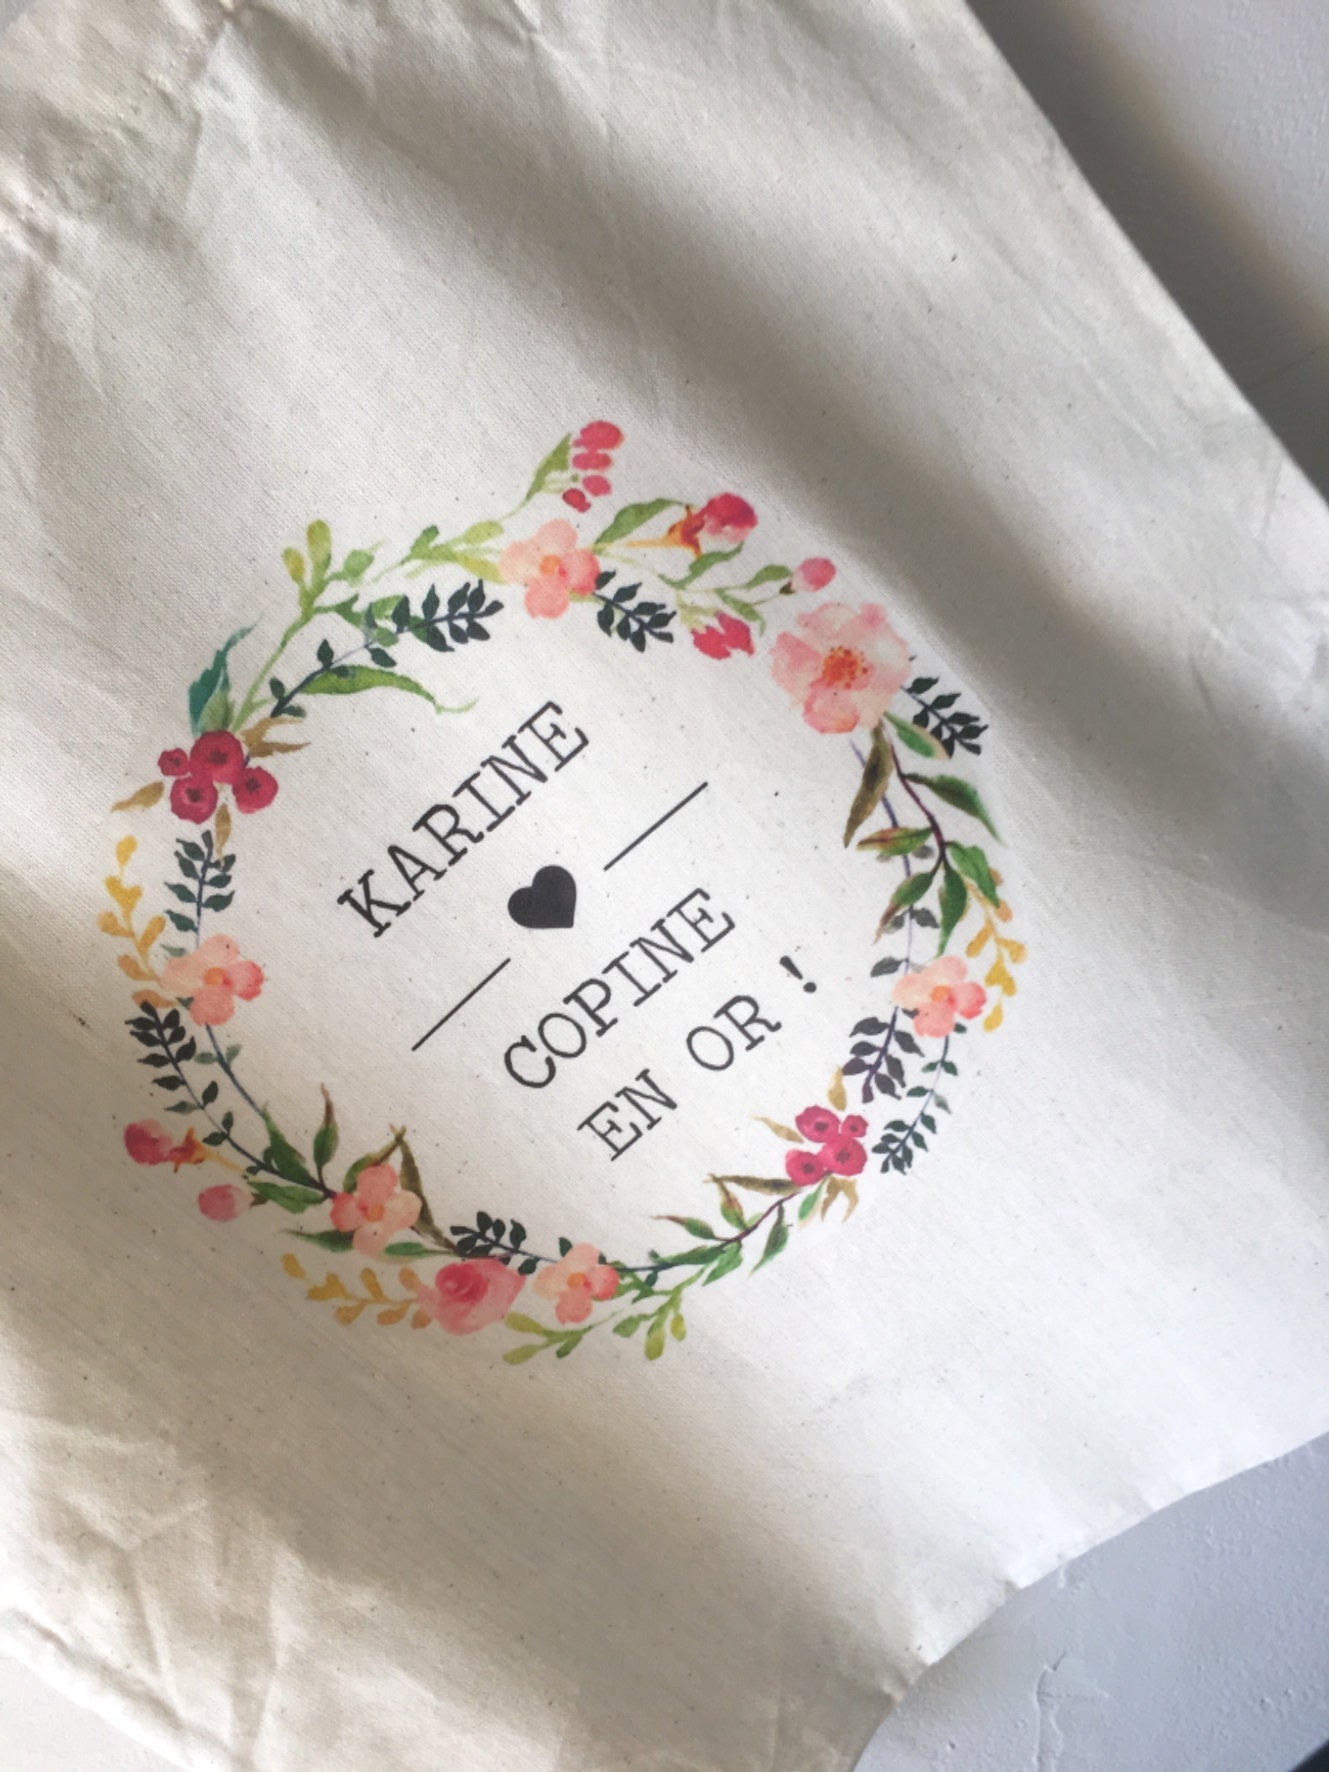 KARINE
COPINE
EN OR !